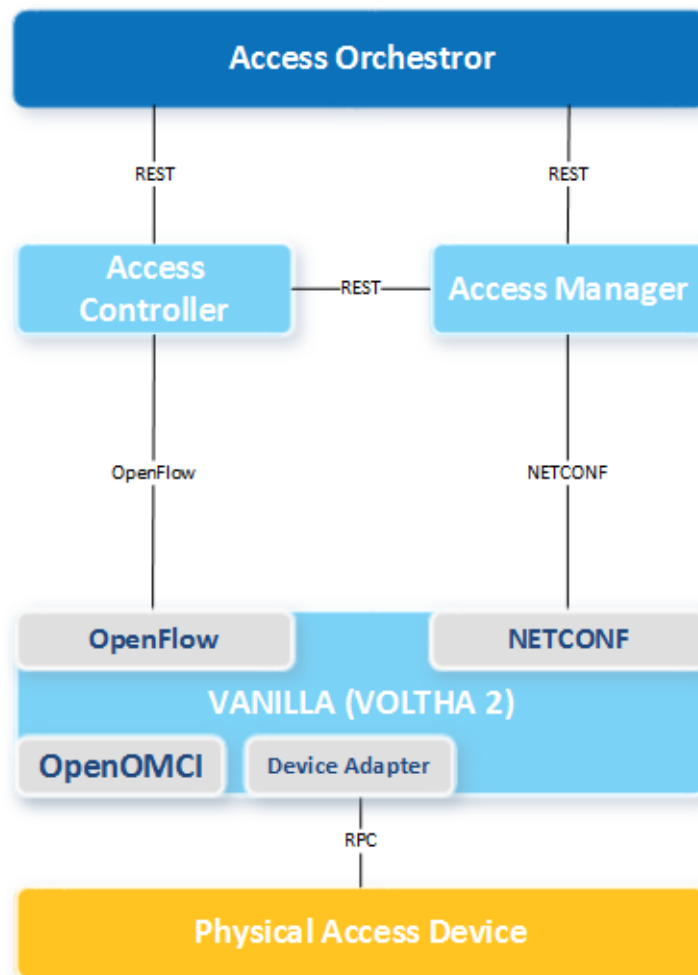 Access Orchestror
REST
REST
Access
Controller
REST
Access Manager
OpenFlow
NETCONF
OpenFlow
NETCONF
VANILLA (VOLTHA 2)
OpenOMCI
Device Adapter
RPC
Physical Access Device